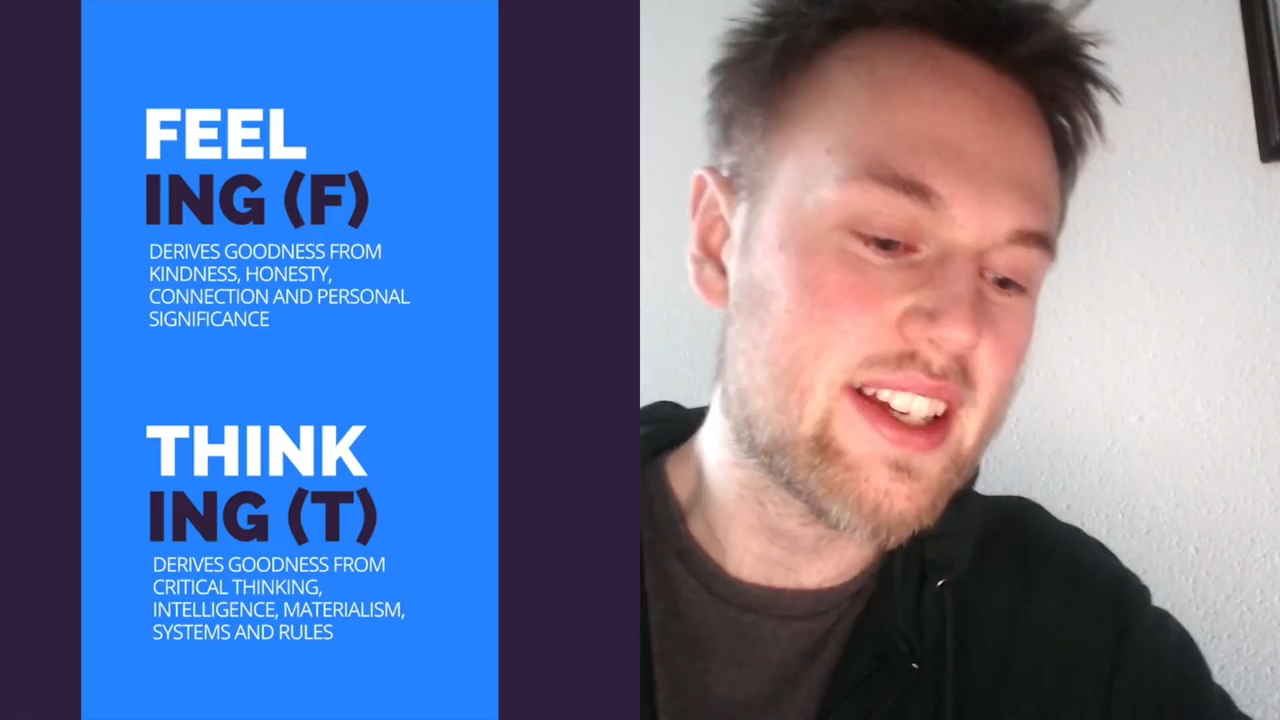 FEEL
ING (F)
DERIVES GOODNESS FROM
KINDNESS, HONESTY,
CONNECTION AND PERSONAL
SIGNIFICANCE
THINK
ING (T)
DERIVES GOODNESS FROM
CRITICAL THINKING,
INTELLIGENCE, MATERIALISM,
SYSTEMS AND RULES